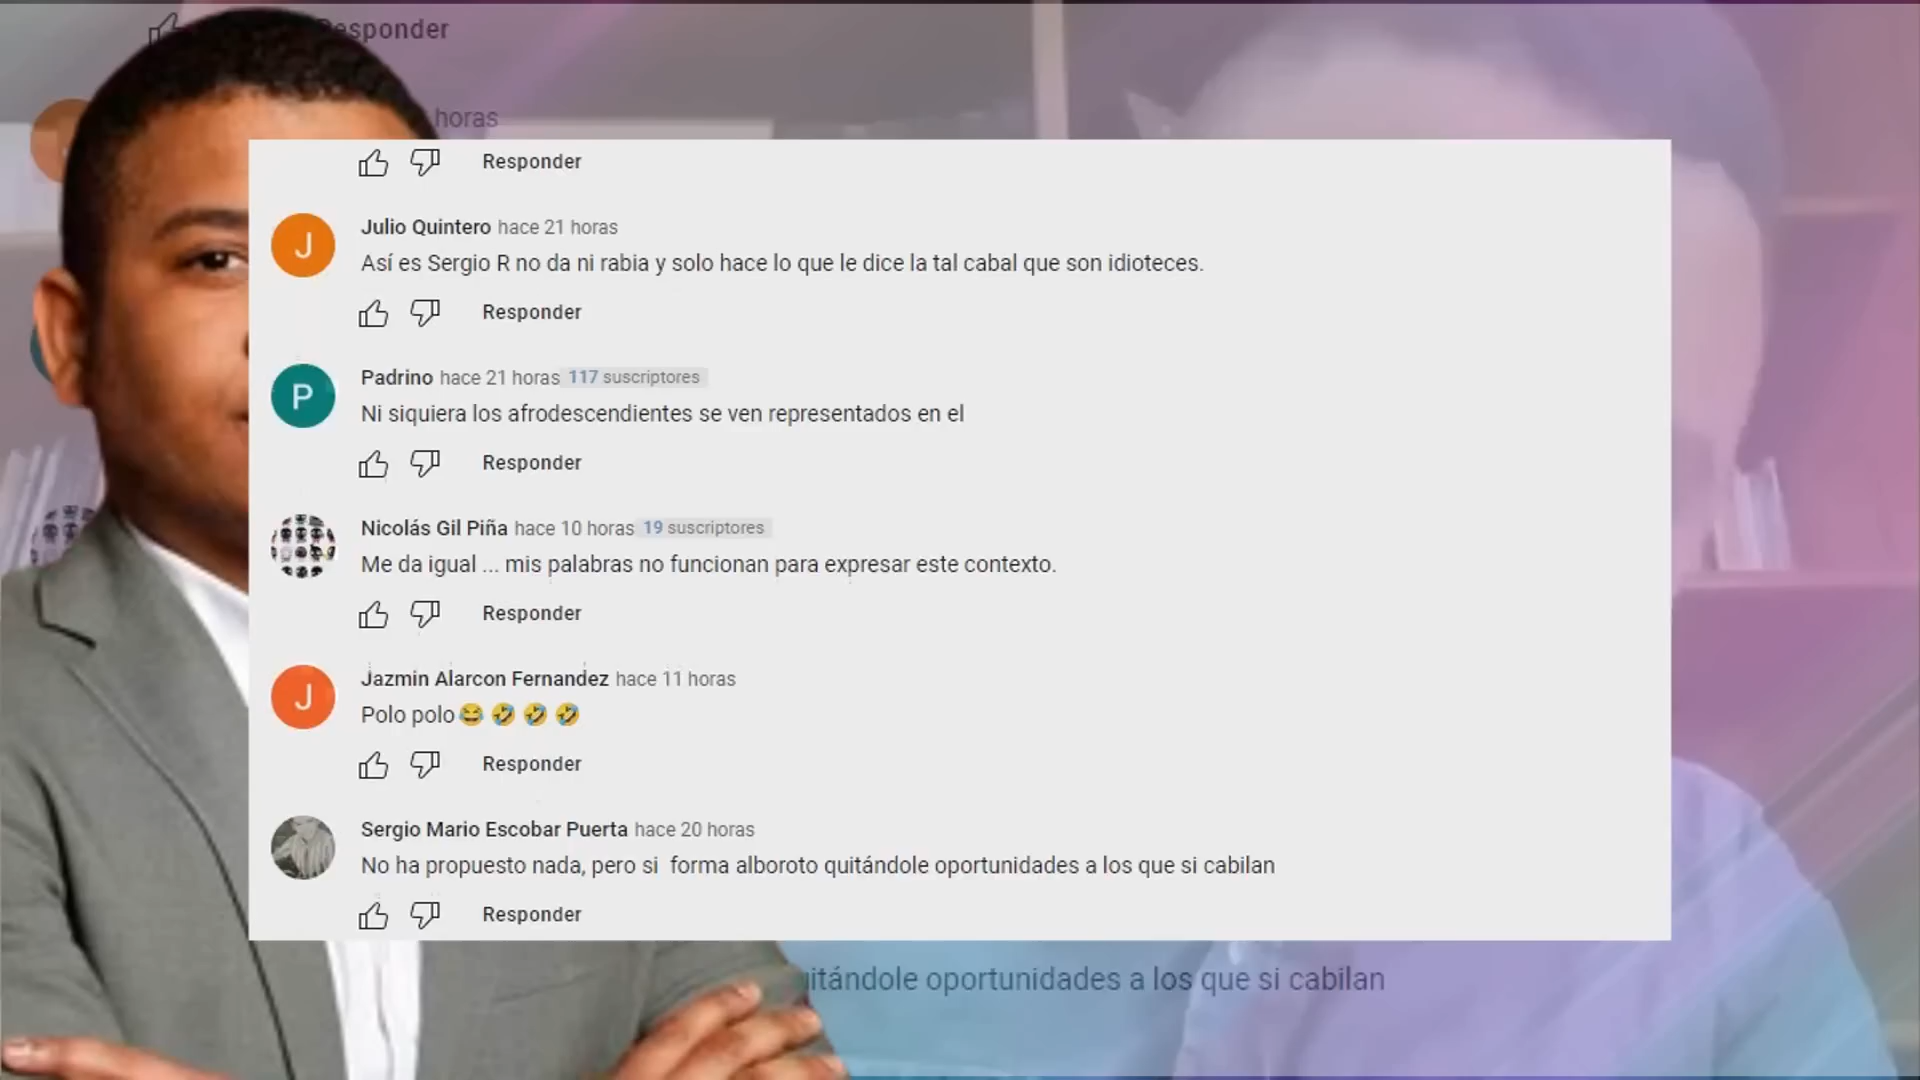 Responder
horas
Responder
Julio Quintero hace 21 horas
Así es Sergio R no da ni rabia y solo hace lo que le dice la tal cabal que son idioteces.
Responder
Padrino hace 21 horas 117 suscriptores
Ni siquiera los afrodescendientes se ven representados en el
Responder
Nicolás Gil Piña hace 10 horas 19 suscriptores
Me da igual ... mis palabras no funcionan para expresar este contexto.
Responder
Jazmin Alarcon Fernandez hace 11 horas
Polo polo😂🤣🤣🤣
Responder
Sergio Mario Escobar Puerta hace 20 horas
No ha propuesto nada, pero si forma alboroto quitándole oportunidades a los que si cabilan
Responder
itándole oportunidades a los que si cabilan